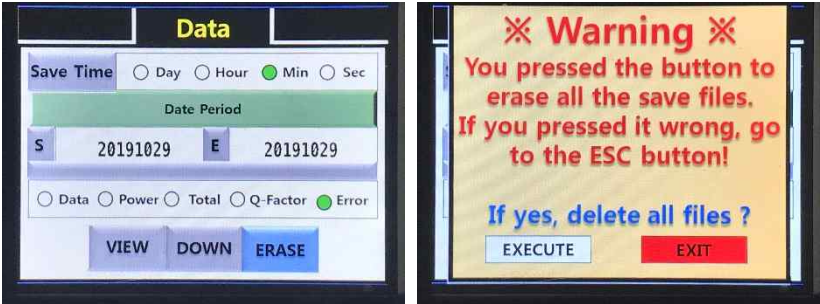 Data
Save Time Day Hour Min Sec
Date Period
S 20191029 E 20191029
Data Power Total Q-Factor Error
VIEW DOWN ERASE
※ Warning ※
You pressed the button to
erase all the save files.
If you pressed it wrong, go
to the ESC button!
If yes, delete all files ?
EXECUTE EXIT